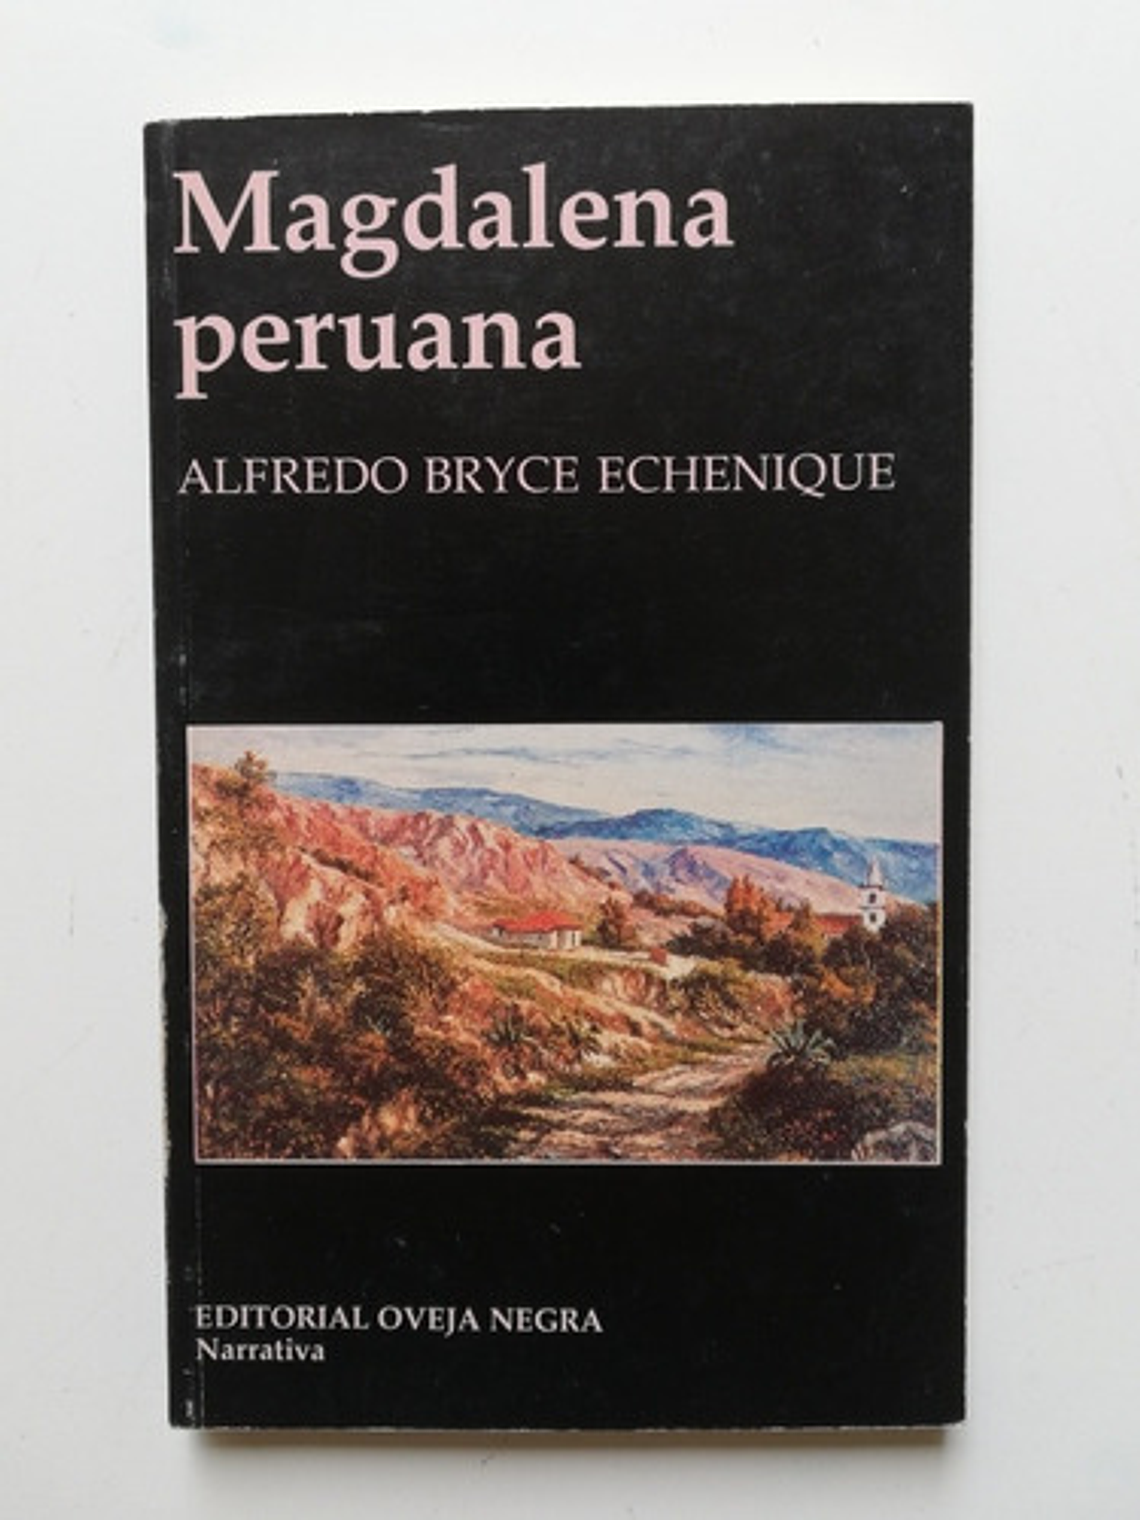 Magdalena
peruana
ALFREDO BRYCE ECHENIQUE
EDITORIAL OVEJA NEGRA
Narrativa